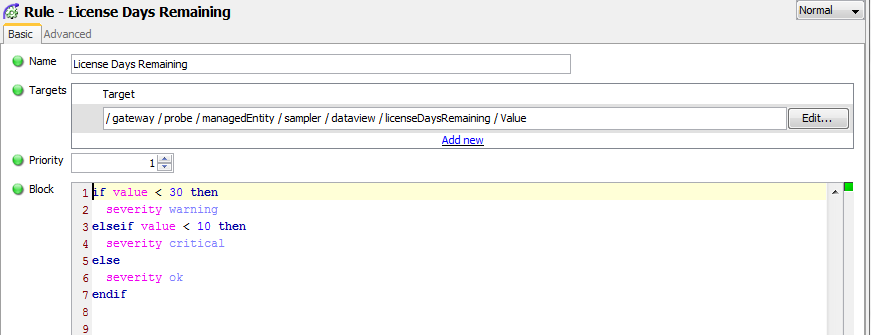 Rule - License Days Remaining
Normal
Basic Advanced
Name License Days Remaining
Targets Target
/ gateway / probe / managedEntity / sampler / dataview / licenseDaysRemaining / Value Edit...
Add new
Priority 1
Block 1 if value < 30 then
2 severity warning
3 elseif value < 10 then
4 severity critical
5 else
6 severity ok
7 endif
8
9